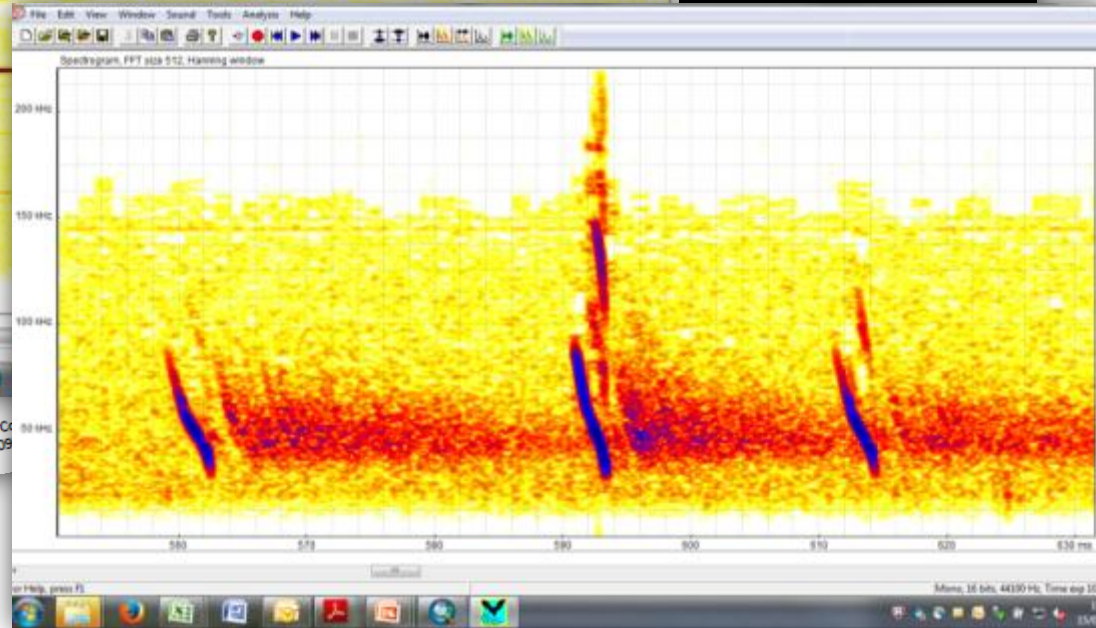 File Edit View Window Sound Tools Analysis Help
Spectrogram, FFT size 512, Hanning window
200 kHz
150 kHz
100 kHz
50 kHz
560 570 580 590 600 610 620 630 ms
or Help, press F1
Mono, 16 bits, 44100 Hz, Time exp 10